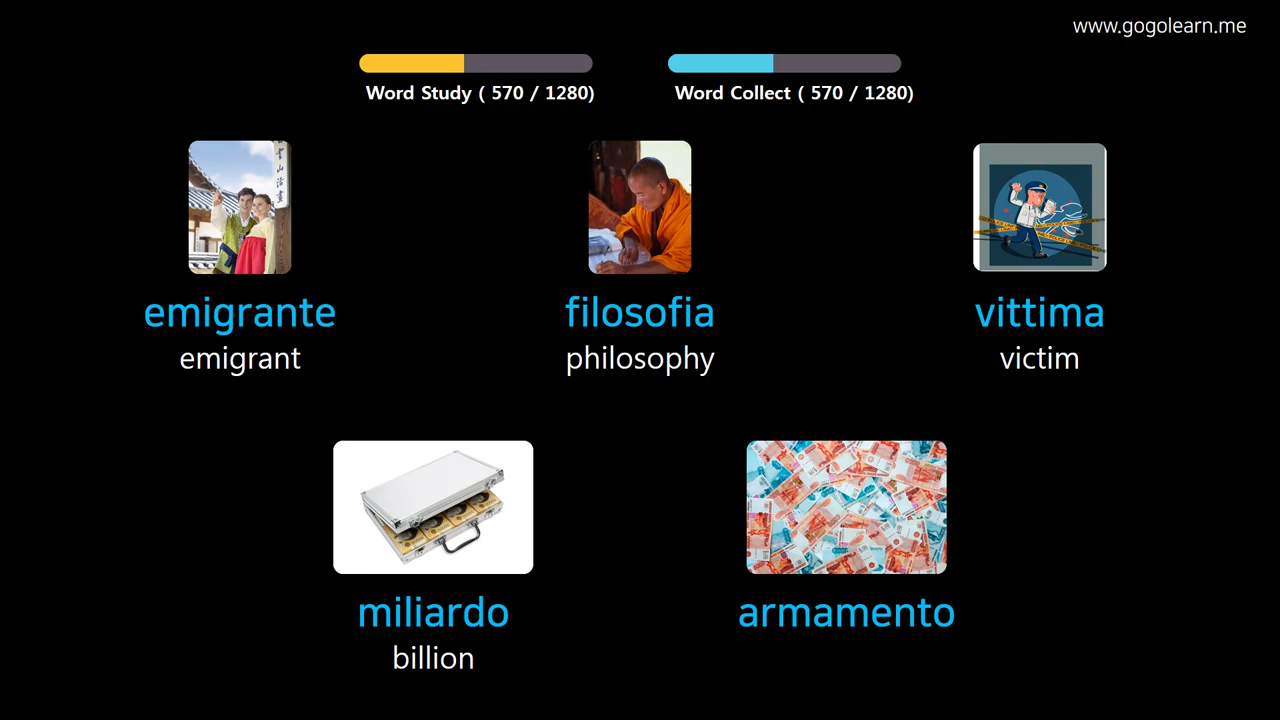 www.gogolearn.me
Word Study ( 570 / 1280)
Word Collect ( 570 / 1280)
emigrante
emigrant
filosofia
philosophy
vittima
victim
miliardo
billion
armamento